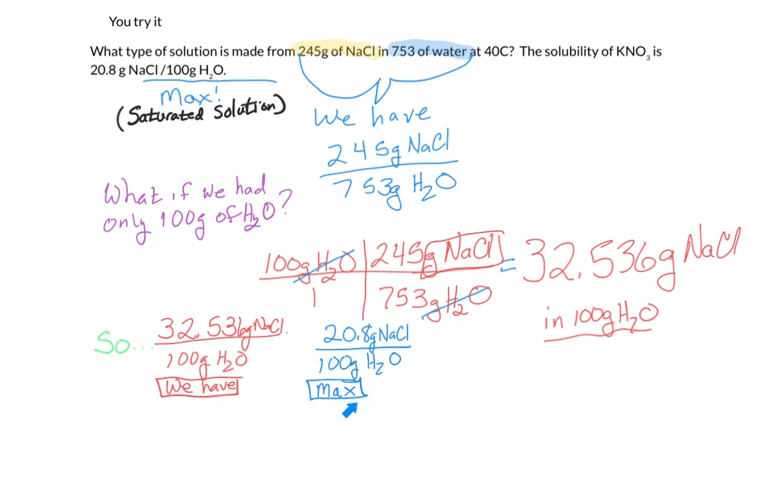 You try it
What type of solution is made from 245g of NaCl in 753 of water at 40C? The solubility of KNO₃ is
20.8 g NaCl/100g H₂O.
Max!
(Saturated Solution)
We have
245g NaCl
753g H₂O
What if we had
only 100g of H₂O?
100g H₂O | 245g NaCl = 32.536g NaCl
1 | 753g H₂O
in 100g H₂O
So...
32.536g NaCl
100g H₂O
We have
20.8g NaCl
100g H₂O
Max